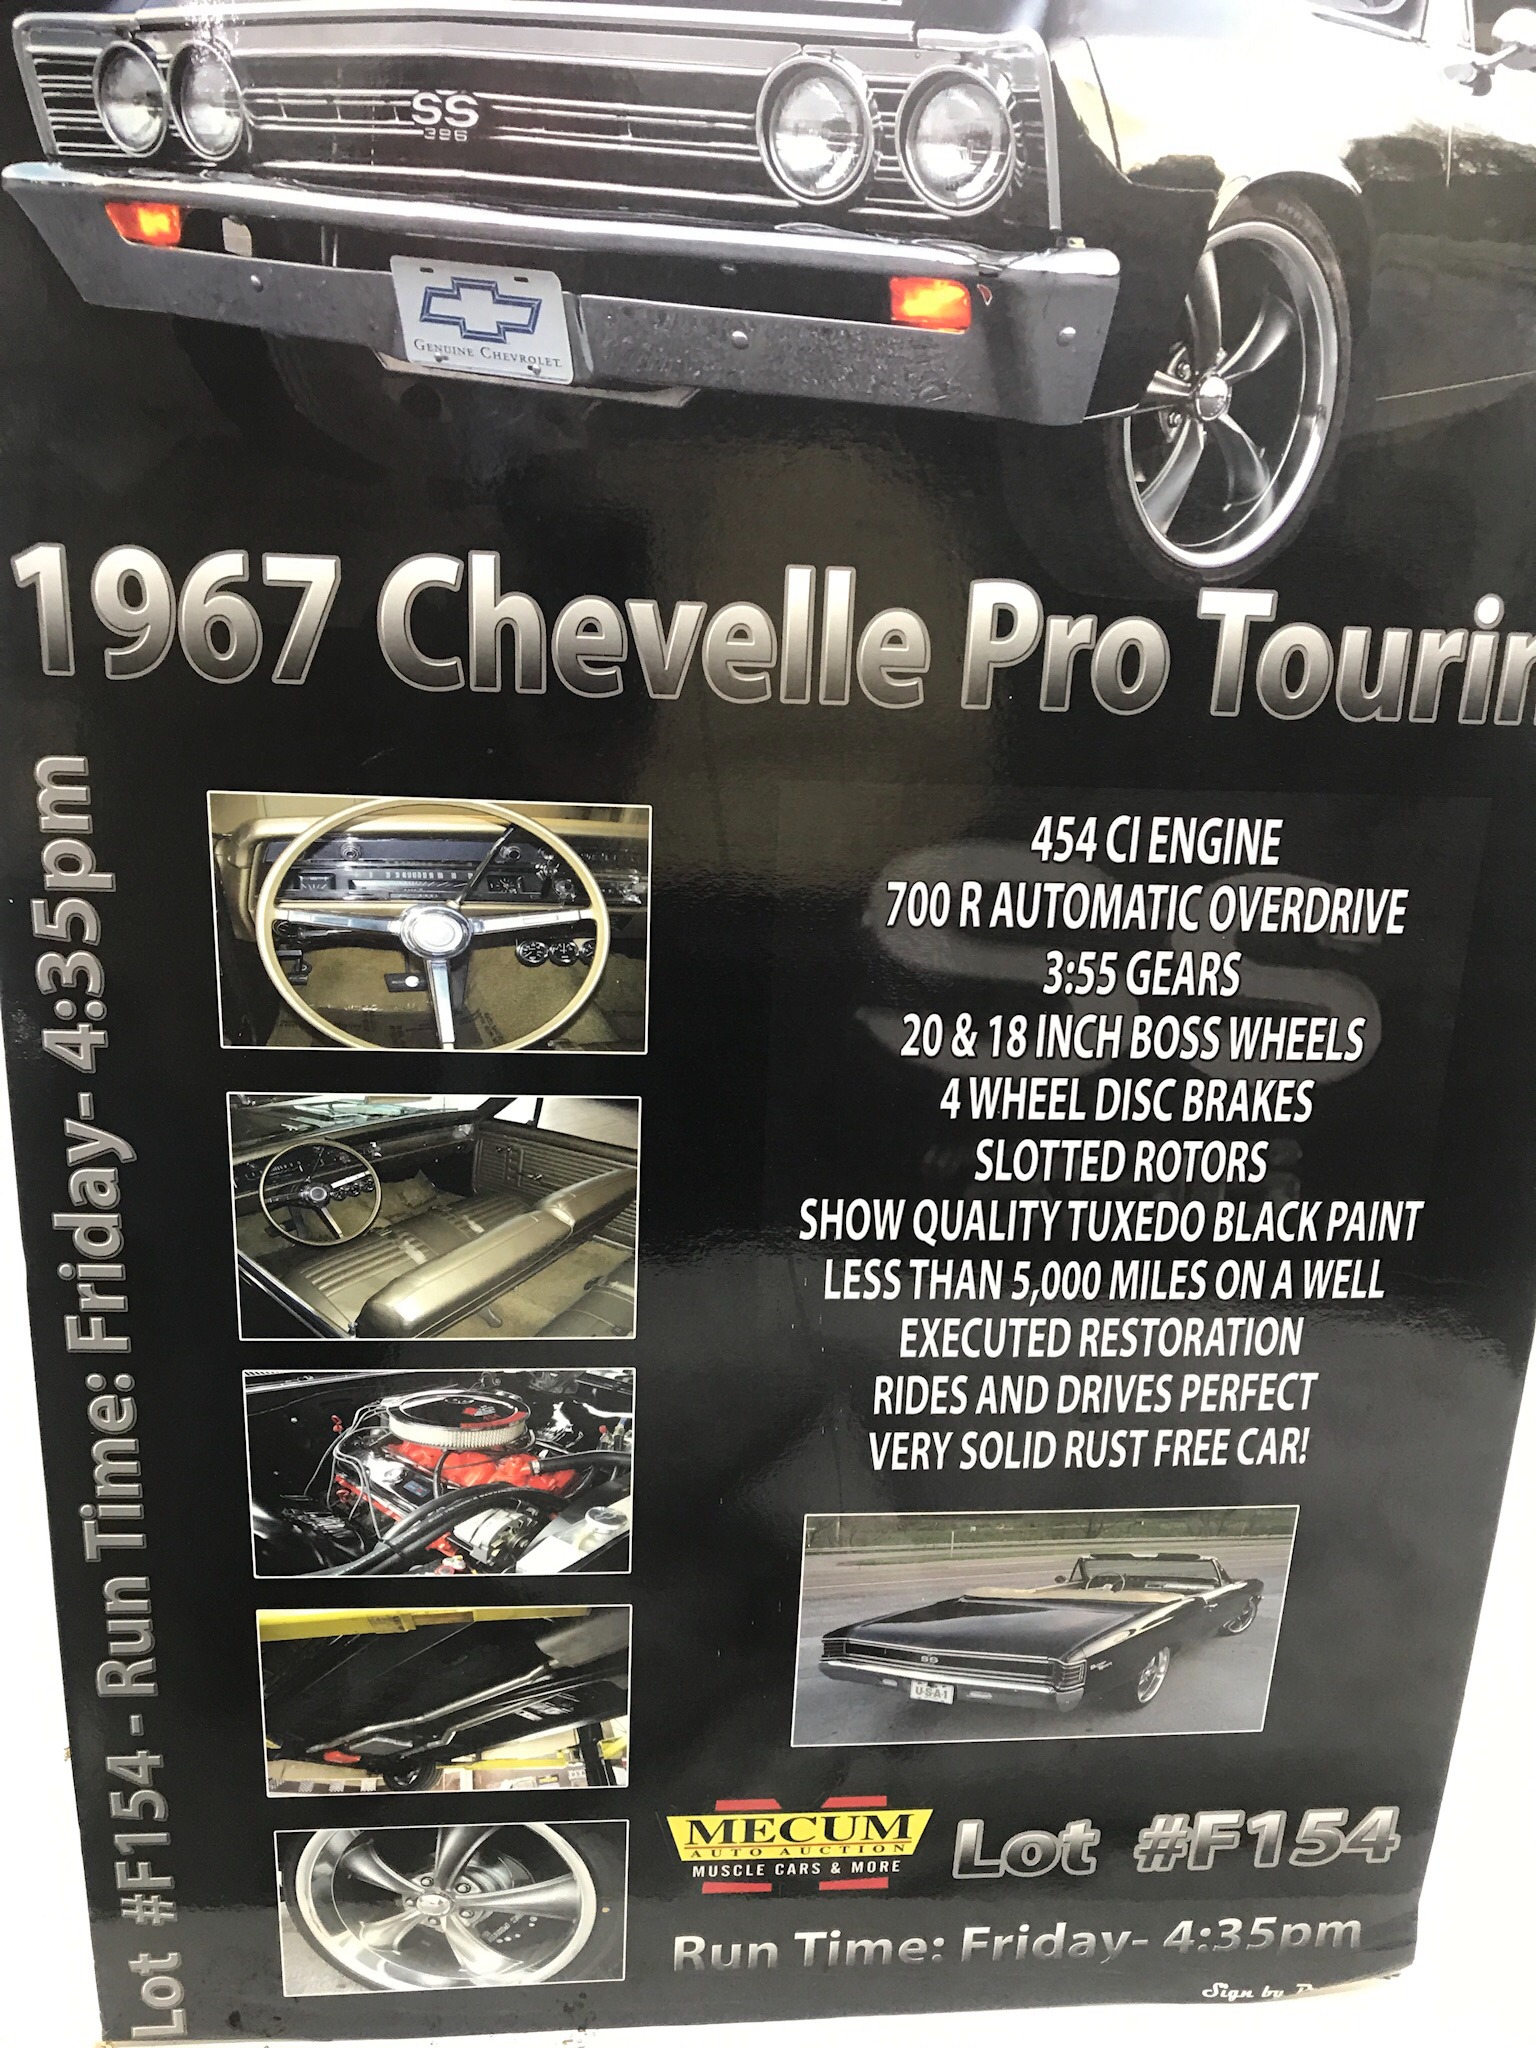 SS
396
GENUINE CHEVROLET
1967 Chevelle Pro Tourin
Lot #F154 - Run Time: Friday- 4:35pm
454 CI ENGINE
700 R AUTOMATIC OVERDRIVE
3:55 GEARS
20 & 18 INCH BOSS WHEELS
4 WHEEL DISC BRAKES
SLOTTED ROTORS
SHOW QUALITY TUXEDO BLACK PAINT
LESS THAN 5,000 MILES ON A WELL
EXECUTED RESTORATION
RIDES AND DRIVES PERFECT
VERY SOLID RUST FREE CAR!
SS
U·S·A·1
MECUM
AUTO AUCTION
MUSCLE CARS & MORE
Lot #F154
Run Time: Friday- 4:35pm
Sign by